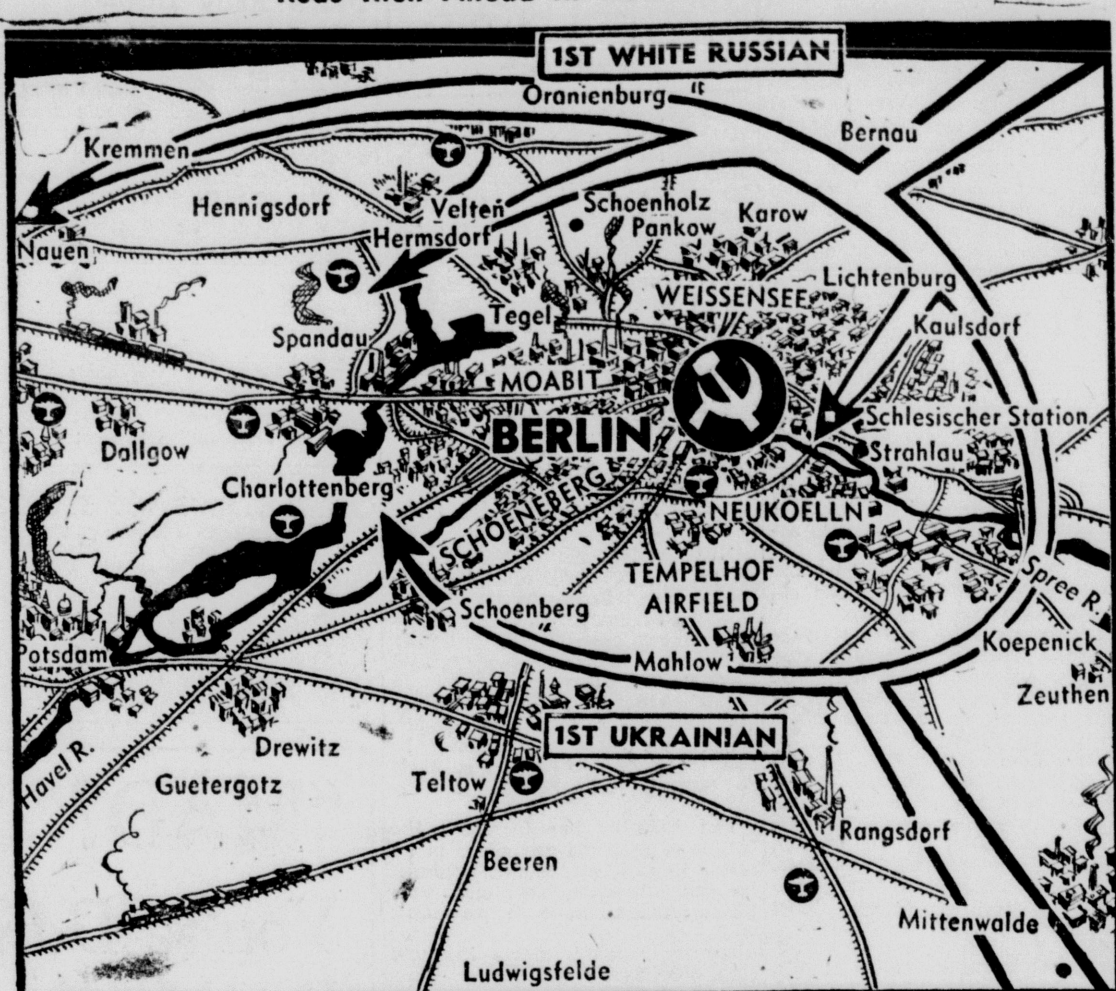 1ST WHITE RUSSIAN
Oranienburg
Bernau
Kremmen
Hennigsdorf
Velten
Schoenholz
Karow
Pankow
Hermsdorf
Nauen
Lichtenburg
WEISSENSEE
Tegel
Kaulsdorf
Spandau
MOABIT
Schlesischer Station
BERLIN
Strahlau
Dallgow
Charlottenberg
SCHOENEBERG
NEUKOELLN
TEMPELHOF
AIRFIELD
Spree R.
Schoenberg
Koepenick
Potsdam
Mahlow
Zeuthen
1ST UKRAINIAN
Havel R.
Drewitz
Guetergotz
Teltow
Rangsdorf
Beeren
Mittenwalde
Ludwigsfelde